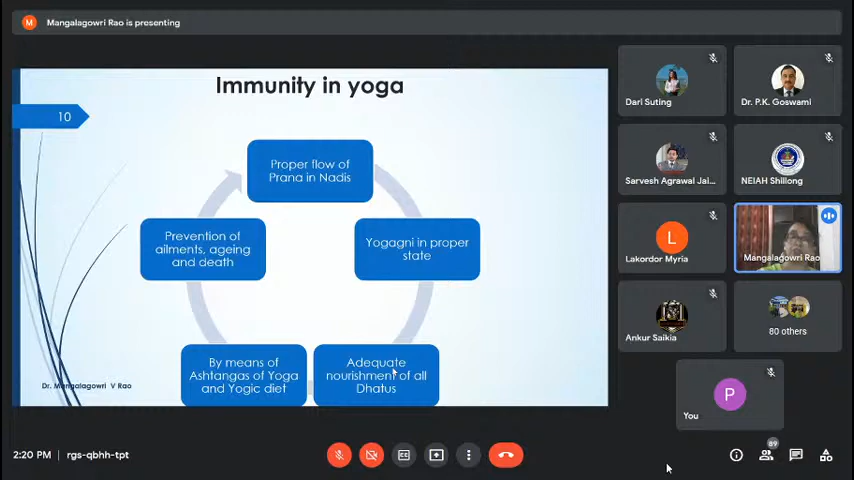 M Mangalagowri Rao is presenting
Immunity in yoga
10
Proper flow of
Prana in Nadis
Prevention of
ailments, ageing
and death
Yogagni in proper
state
By means of
Ashtangas of Yoga
and Yogic diet
Adequate
nourishment of all
Dhatus
Dr. Mangalagowri V Rao
Dari Suting
Dr. P.K. Goswami
Sarvesh Agrawal Jai...
NEIAH Shillong
L
Lakordor Myria
Mangalagowri Rao
Ankur Saikia
80 others
P
You
2:20 PM | rgs-qbhh-tpt
89